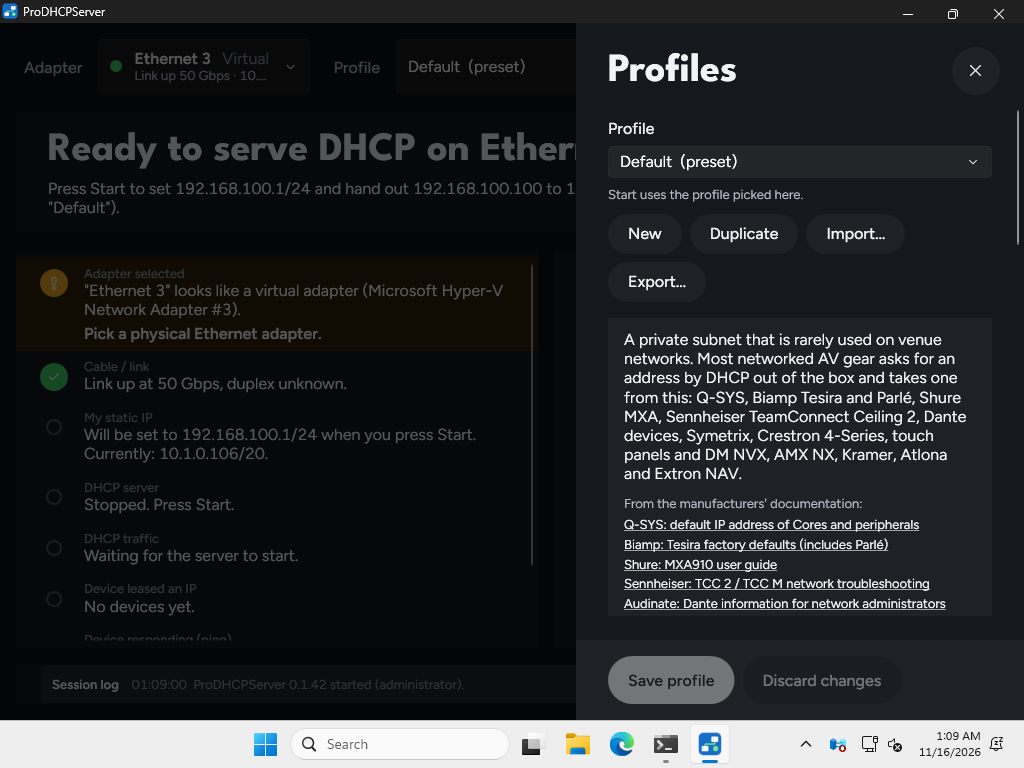 ProDHCPServer
Adapter
Ethernet 3 Virtual
Link up 50 Gbps · 10....
Profile
Default (preset)
Ready to serve DHCP on Ether
Press Start to set 192.168.100.1/24 and hand out 192.168.100.100 to 1
"Default").
Adapter selected
"Ethernet 3" looks like a virtual adapter (Microsoft Hyper-V
Network Adapter #3).
Pick a physical Ethernet adapter.
Cable / link
Link up at 50 Gbps, duplex unknown.
My static IP
Will be set to 192.168.100.1/24 when you press Start.
Currently: 10.1.0.106/20.
DHCP server
Stopped. Press Start.
DHCP traffic
Waiting for the server to start.
Device leased an IP
No devices yet.
Device responding (ping)
Session log 01:09:00 ProDHCPServer 0.1.42 started (administrator).
Profiles
Profile
Default (preset)
Start uses the profile picked here.
New
Duplicate
Import...
Export...
A private subnet that is rarely used on venue
networks. Most networked AV gear asks for an
address by DHCP out of the box and takes one
from this: Q-SYS, Biamp Tesira and Parlé, Shure
MXA, Sennheiser TeamConnect Ceiling 2, Dante
devices, Symetrix, Crestron 4-Series, touch
panels and DM NVX, AMX NX, Kramer, Atlona
and Extron NAV.
From the manufacturers' documentation:
Q-SYS: default IP address of Cores and peripherals
Biamp: Tesira factory defaults (includes Parlé)
Shure: MXA910 user guide
Sennheiser: TCC 2 / TCC M network troubleshooting
Audinate: Dante information for network administrators
Save profile
Discard changes
Search
1:09 AM
11/16/2026